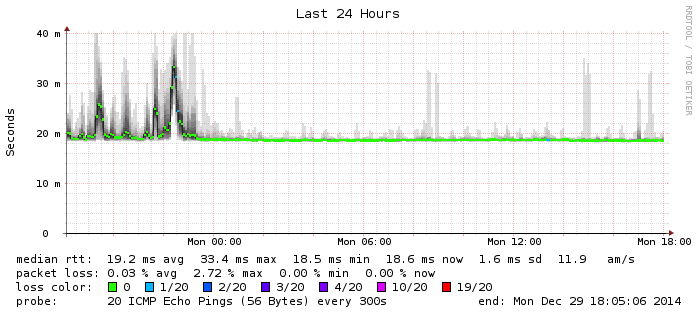 Last 24 Hours
RRDTOOL / TOBI OETIKER
Seconds
40 m
30 m
20 m
10 m
0
Mon 00:00 Mon 06:00 Mon 12:00 Mon 18:00
median rtt: 19.2 ms avg 33.4 ms max 18.5 ms min 18.6 ms now 1.6 ms sd 11.9 am/s
packet loss: 0.03 % avg 2.72 % max 0.00 % min 0.00 % now
loss color: 0 1/20 2/20 3/20 4/20 10/20 19/20
probe: 20 ICMP Echo Pings (56 Bytes) every 300s end: Mon Dec 29 18:05:06 2014